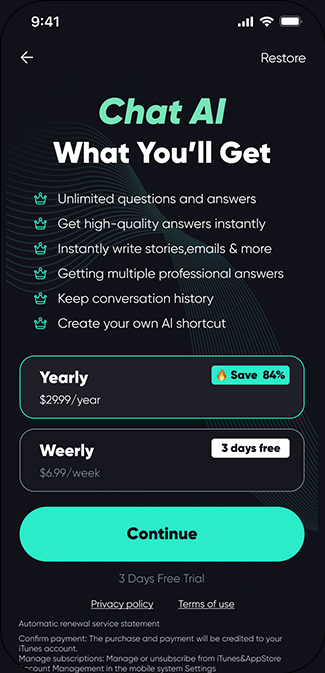 9:41
Restore
Chat AI
What You’ll Get
Unlimited questions and answers
Get high-quality answers instantly
Instantly write stories,emails & more
Getting multiple professional answers
Keep conversation history
Create your own AI shortcut
Yearly
Save 84%
$29.99/year
Weerly
3 days free
$6.99/week
Continue
3 Days Free Trial
Privacy policy Terms of use
Automatic renewal service statement
Confirm payment: The purchase and payment will be credited to your
iTunes account.
Manage subscriptions: Manage or unsubscribe from iTunes&AppStore
Account Management in the mobile system Settings